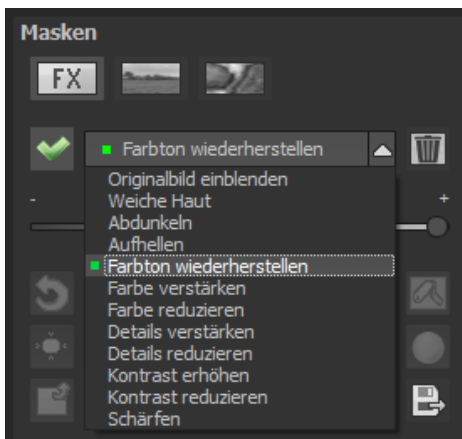 Masken
FX
Farbton wiederherstellen
Originalbild einblenden
Weiche Haut
- +
Abdunkeln
Aufhellen
Farbton wiederherstellen
Farbe verstärken
Farbe reduzieren
Details verstärken
Details reduzieren
Kontrast erhöhen
Kontrast reduzieren
Schärfen